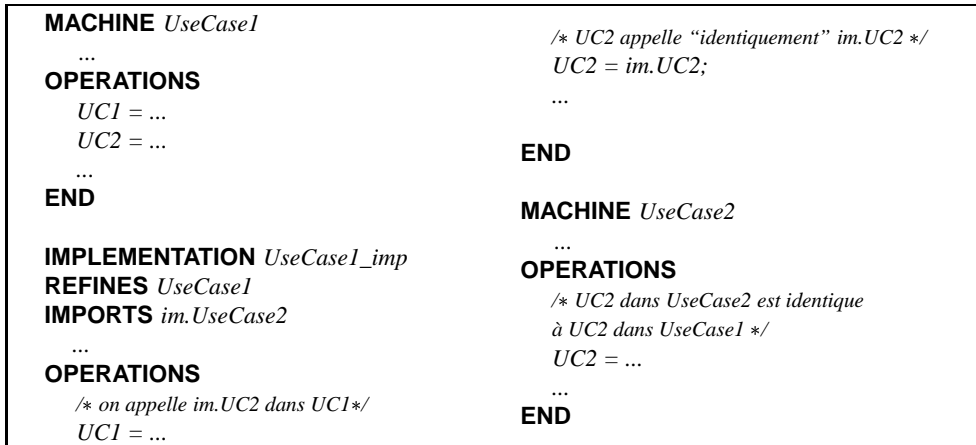 MACHINE UseCase1
...
OPERATIONS
UC1 = ...
UC2 = ...
...
END
IMPLEMENTATION UseCase1_imp
REFINES UseCase1
IMPORTS im.UseCase2
...
OPERATIONS
/* on appelle im.UC2 dans UC1*/
UC1 = ...
/* UC2 appelle “identiquement” im.UC2 */
UC2 = im.UC2;
...
END
MACHINE UseCase2
...
OPERATIONS
/* UC2 dans UseCase2 est identique
à UC2 dans UseCase1 */
UC2 = ...
...
END